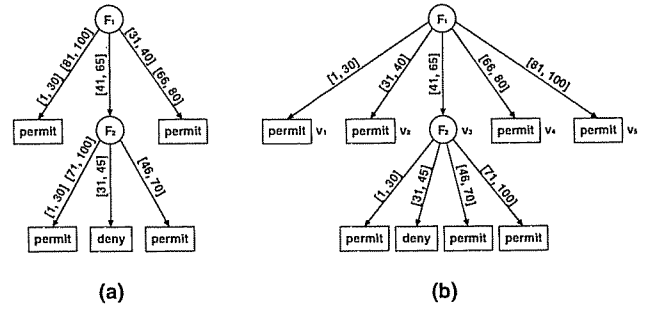 F₁
[1, 30] [81, 100]
[41, 65]
[31, 40] [66, 80]
permit
F₂
permit
[1, 30] [71, 100]
[31, 45]
[46, 70]
permit
deny
permit
(a)
F₁
[1, 30]
[31, 40]
[41, 65]
[66, 80]
[81, 100]
permit v₁
permit v₂
F₂ v₃
permit v₄
permit v₅
[1, 30]
[31, 45]
[46, 70]
[71, 100]
permit
deny
permit
permit
(b)